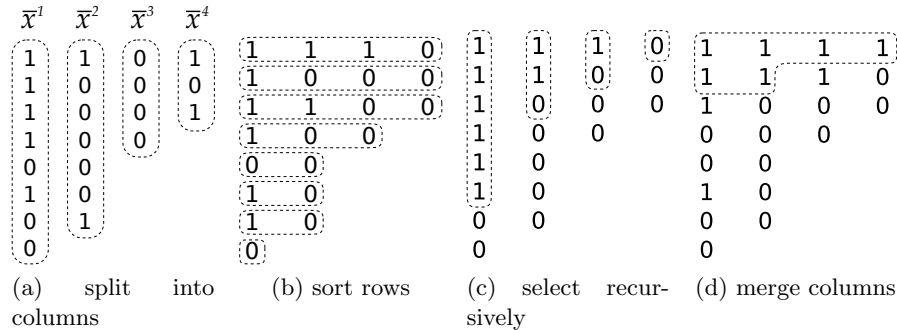 x̅¹ x̅² x̅³ x̅⁴
1 1 0 1
1 0 0 0
1 0 0 1
1 0 0
0 0
1 0
0 1
0
(a) split into
columns
1 1 1 0
1 0 0 0
1 1 0 0
1 0 0
0 0
1 0
1 0
0
(b) sort rows
1 1 1 0
1 1 0 0
1 0 0 0
1 0 0
1 0
1 0
0 0
0
(c) select recur-
sively
1 1 1 1
1 1 1 0
1 0 0 0
0 0 0
0 0
1 0
0 0
0
(d) merge columns